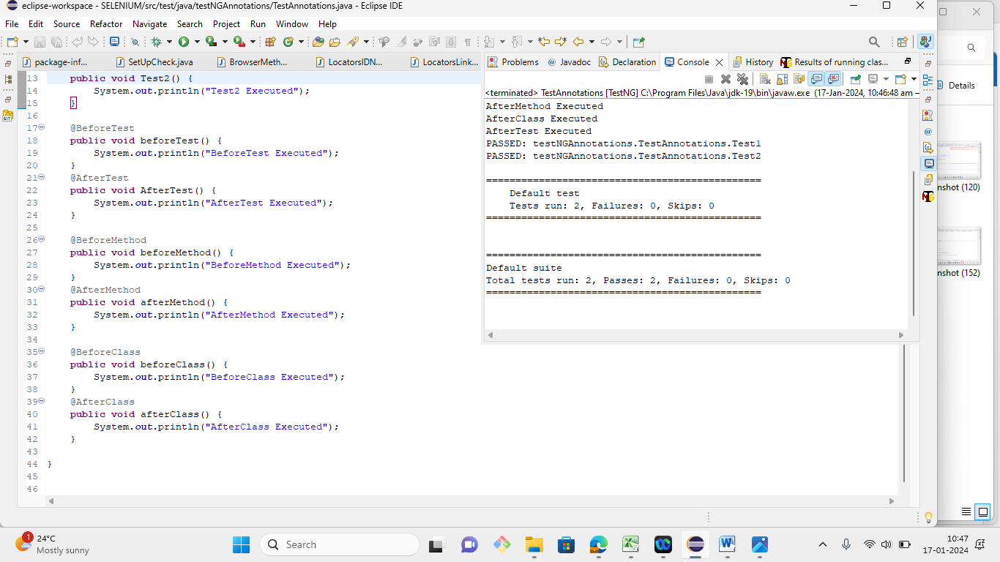 eclipse-workspace - SELENIUM/src/test/java/testNGAnnotations/TestAnnotations.java - Eclipse IDE
File Edit Source Refactor Navigate Search Project Run Window Help
package-inf... SetUpCheck.java BrowserMeth... LocatorsIDN... LocatorsLink...
13 public void Test2() {
14 System.out.println("Test2 Executed");
15 }
16
17 @BeforeTest
18 public void beforeTest() {
19 System.out.println("BeforeTest Executed");
20 }
21 @AfterTest
22 public void AfterTest() {
23 System.out.println("AfterTest Executed");
24 }
25
26 @BeforeMethod
27 public void beforeMethod() {
28 System.out.println("BeforeMethod Executed");
29 }
30 @AfterMethod
31 public void afterMethod() {
32 System.out.println("AfterMethod Executed");
33 }
34
35 @BeforeClass
36 public void beforeClass() {
37 System.out.println("BeforeClass Executed");
38 }
39 @AfterClass
40 public void afterClass() {
41 System.out.println("AfterClass Executed");
42 }
43
44 }
45
46
Problems @ Javadoc Declaration Console History Results of running clas...
<terminated> TestAnnotations [TestNG] C:\Program Files\Java\jdk-19\bin\javaw.exe (17-Jan-2024, 10:46:48 am –
AfterMethod Executed
AfterClass Executed
AfterTest Executed
PASSED: testNGAnnotations.TestAnnotations.Test1
PASSED: testNGAnnotations.TestAnnotations.Test2
===============================================
Default test
Tests run: 2, Failures: 0, Skips: 0
===============================================
===============================================
Default suite
Total tests run: 2, Passes: 2, Failures: 0, Skips: 0
===============================================
Details
nshot (120)
nshot (152)
1
24°C
Mostly sunny
Search
10:47
17-01-2024